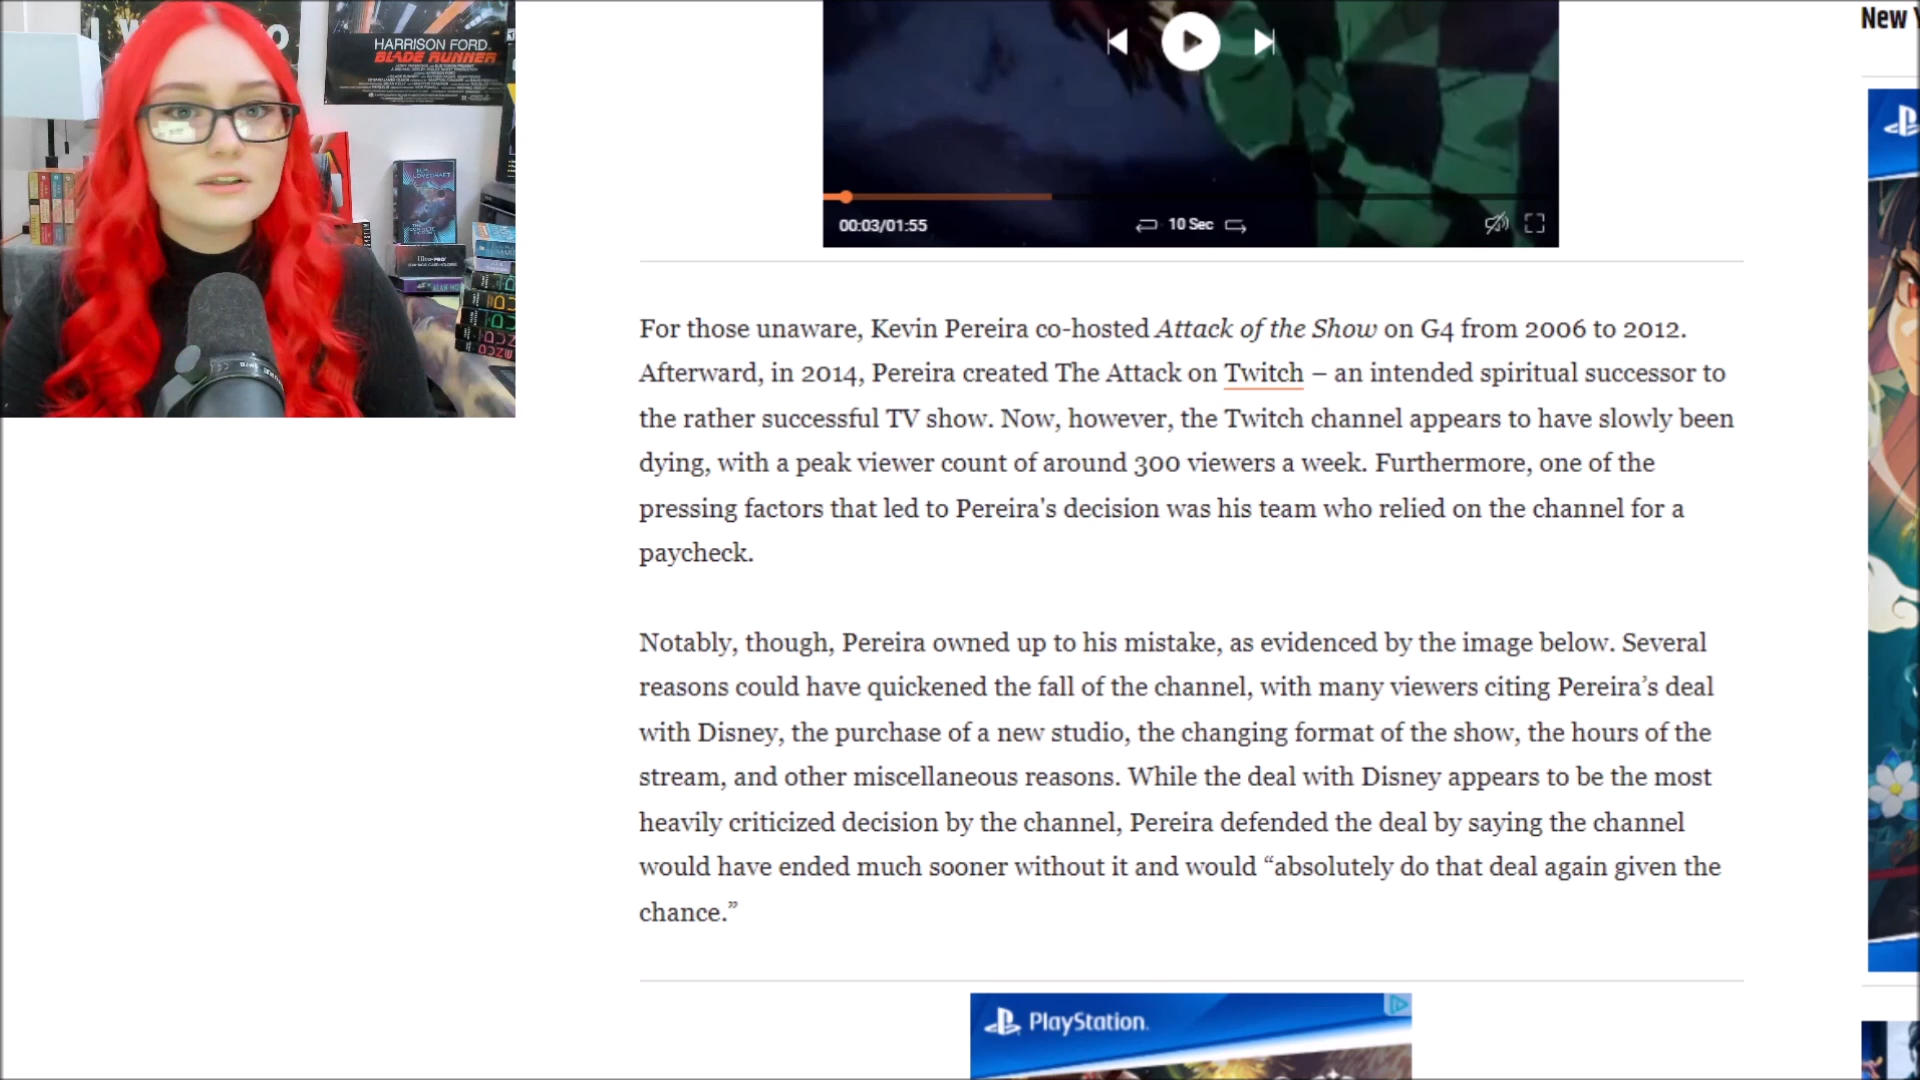 HARRISON FORD
BLADE RUNNER
LOVECRAFT
ALAN MO
00:03/01:55
10 Sec
New
For those unaware, Kevin Pereira co-hosted Attack of the Show on G4 from 2006 to 2012.
Afterward, in 2014, Pereira created The Attack on Twitch – an intended spiritual successor to
the rather successful TV show. Now, however, the Twitch channel appears to have slowly been
dying, with a peak viewer count of around 300 viewers a week. Furthermore, one of the
pressing factors that led to Pereira's decision was his team who relied on the channel for a
paycheck.
Notably, though, Pereira owned up to his mistake, as evidenced by the image below. Several
reasons could have quickened the fall of the channel, with many viewers citing Pereira’s deal
with Disney, the purchase of a new studio, the changing format of the show, the hours of the
stream, and other miscellaneous reasons. While the deal with Disney appears to be the most
heavily criticized decision by the channel, Pereira defended the deal by saying the channel
would have ended much sooner without it and would “absolutely do that deal again given the
chance.”
PlayStation.